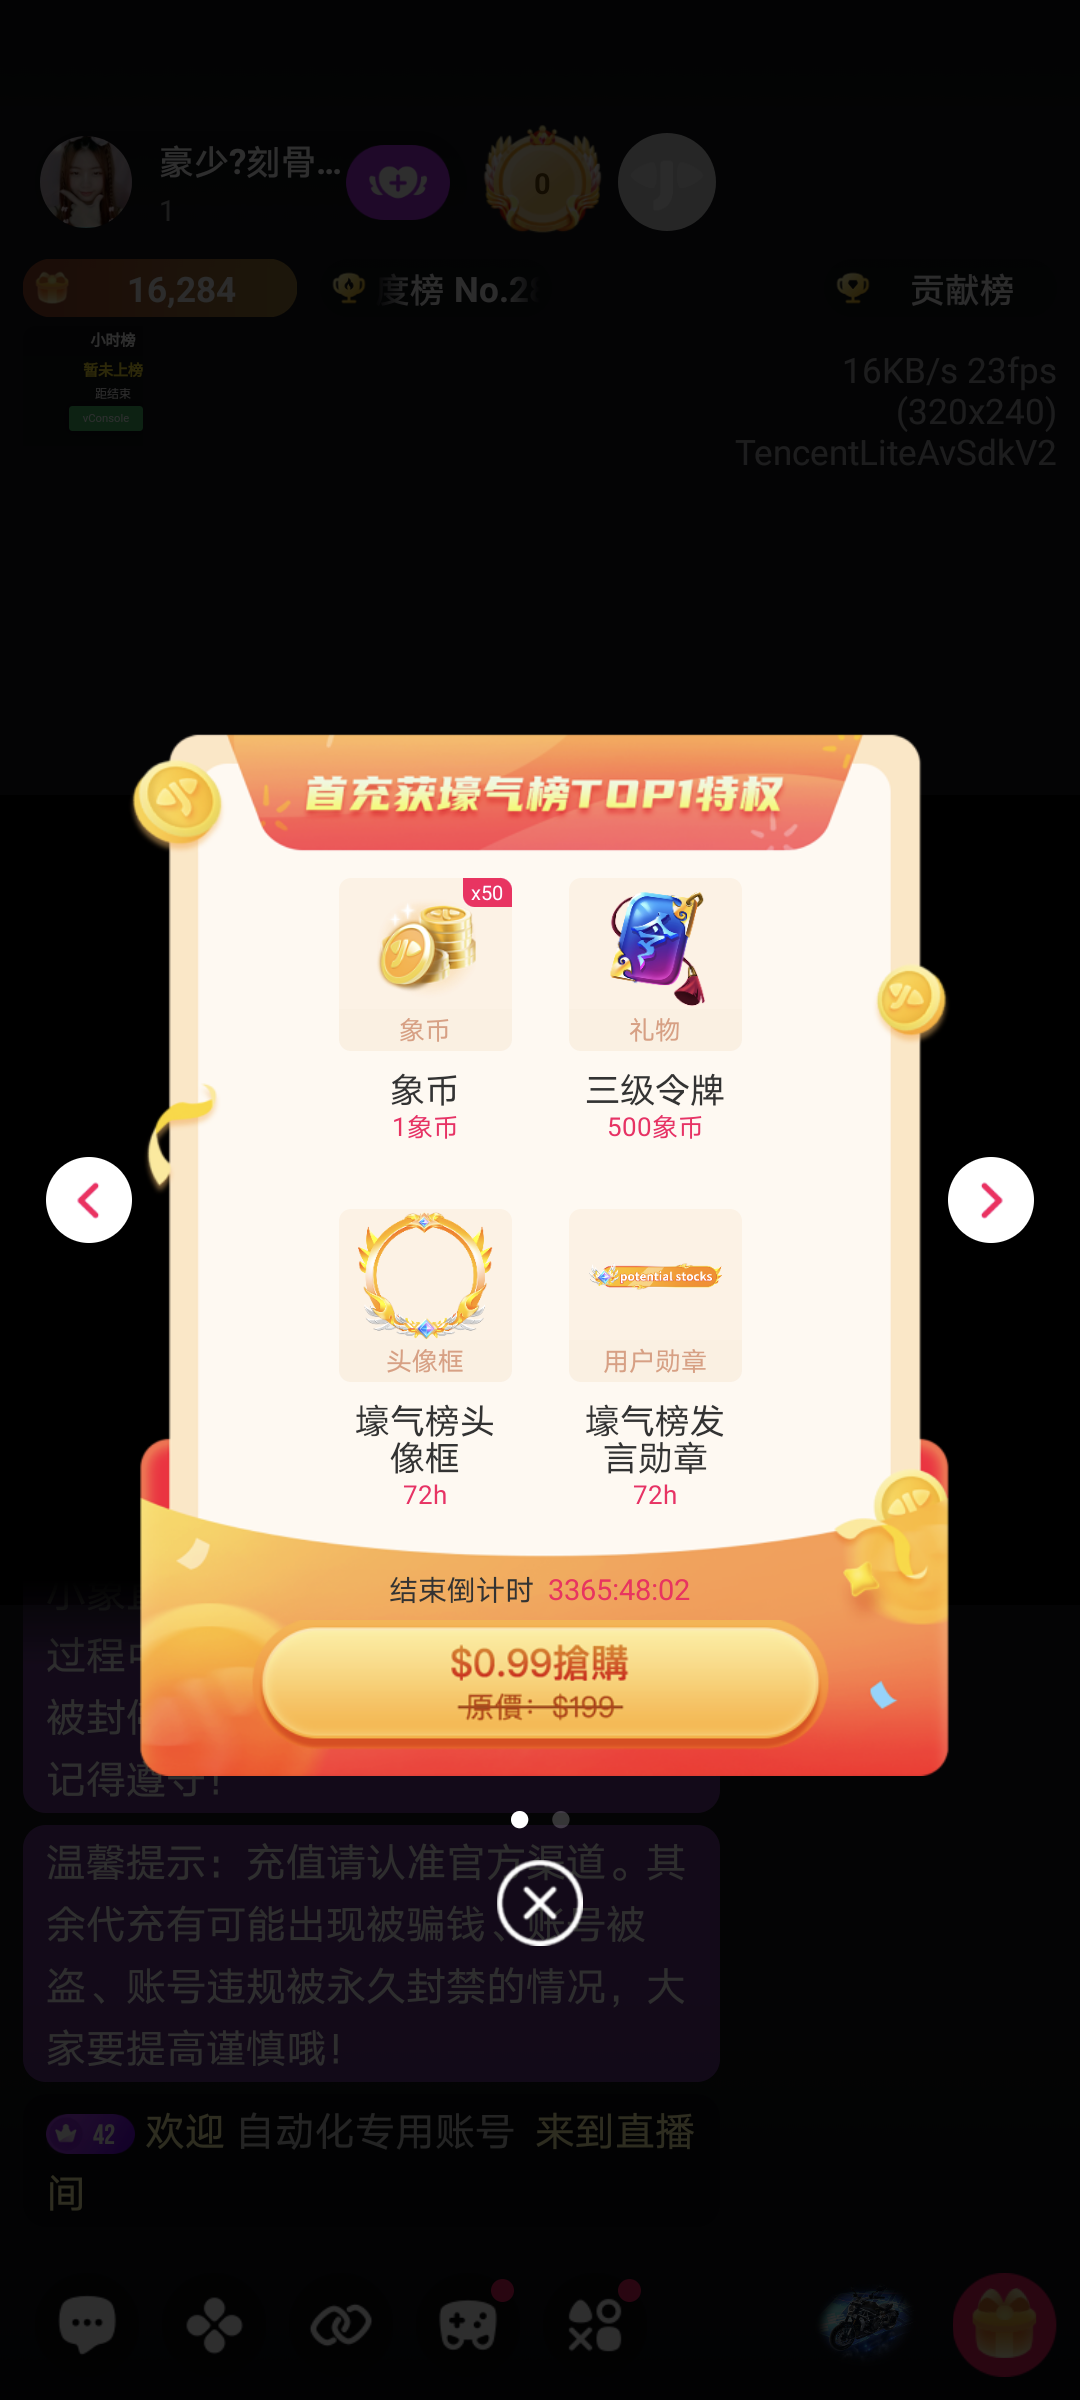 豪少?刻骨...
1
0
16,284
度榜 No.2
贡献榜
小时榜
暂未上榜
距结束
vConsole
16KB/s 23fps
(320x240)
TencentLiteAvSdkV2
首充获壕气榜TOP1特权
x50
象币
礼物
象币
三级令牌
1象币
500象币
头像框
potential stocks
用户勋章
壕气榜头
像框
壕气榜发
言勋章
72h
72h
结束倒计时 3365:48:02
$0.99搶購
原價：$199
过程
被封
记得遵守！
温馨提示：充值请认准官方渠道。其
余代充有可能出现被骗钱、账号被
盗、账号违规被永久封禁的情况，大
家要提高谨慎哦！
42 欢迎 自动化专用账号 来到直播
间